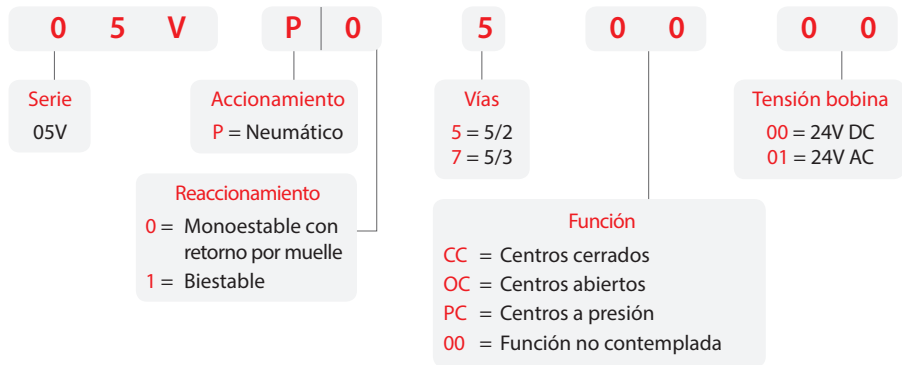 0 5 V P 0 5 0 0 0 0
Serie
05V
Accionamiento
P = Neumático
Vías
5 = 5/2
7 = 5/3
Tensión bobina
00 = 24V DC
01 = 24V AC
Reaccionamiento
0 = Monoestable con
retorno por muelle
1 = Biestable
Función
CC = Centros cerrados
OC = Centros abiertos
PC = Centros a presión
00 = Función no contemplada